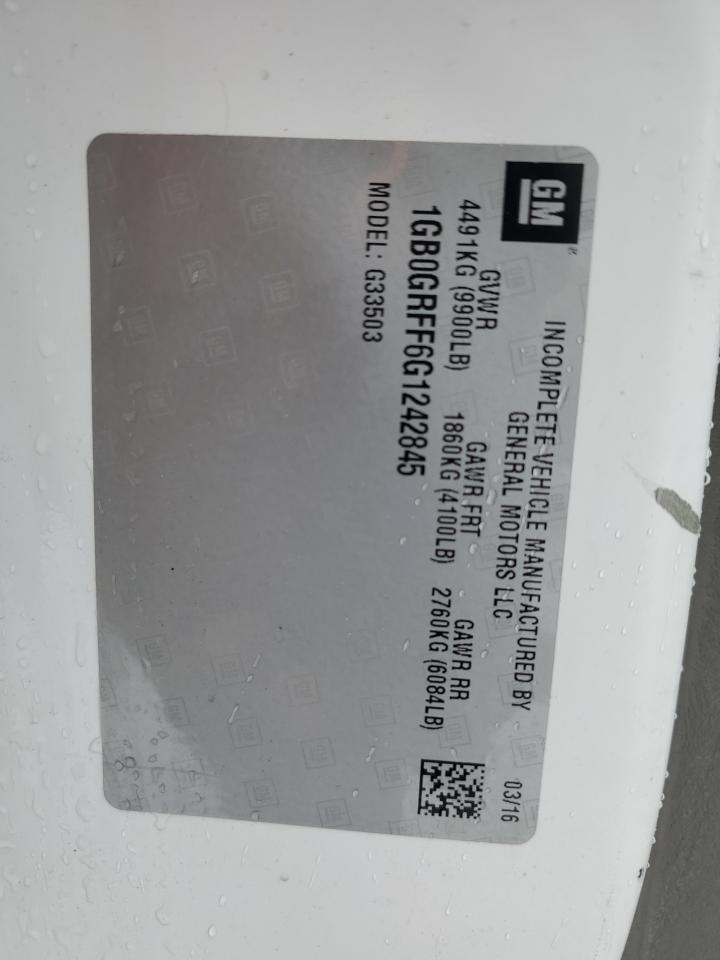 GM
INCOMPLETE VEHICLE MANUFACTURED BY
GENERAL MOTORS LLC
03/16
GVWR GAWR FRT GAWR RR
4491KG (9900LB) 1860KG (4100LB) 2760KG (6084LB)
1GB0GRFF6G1242845
MODEL: G33503